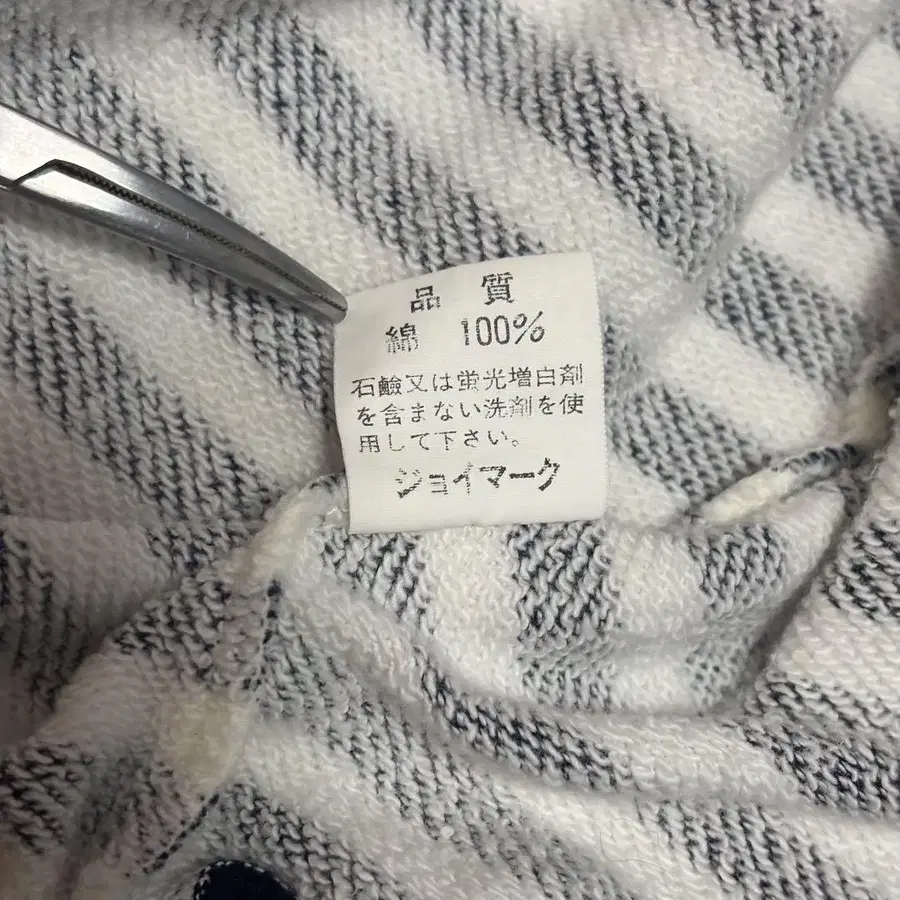 品 質
綿 100%
石鹼又は蛍光増白剤
を含まない洗剤を使
用して下さい。
ジョイマーク